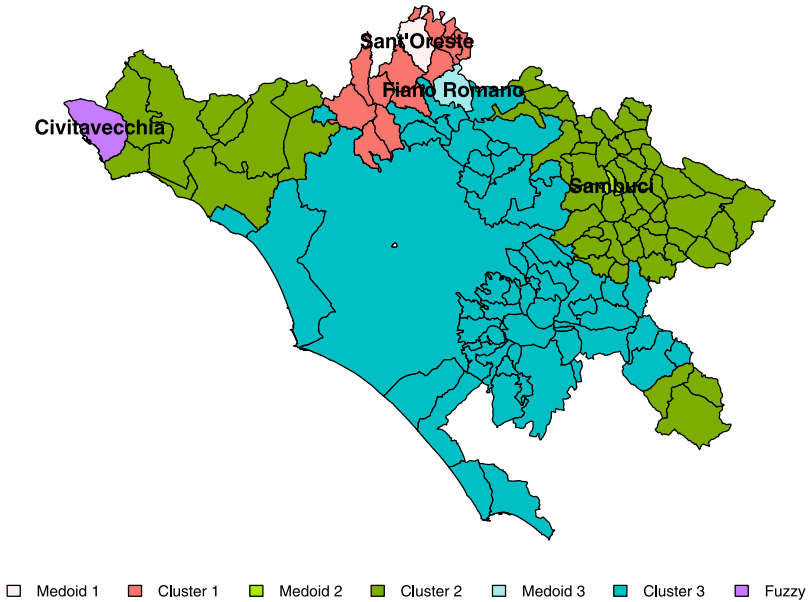 Sant'Oreste
Fiano Romano
Civitavecchia
Sambuci
Medoid 1 Cluster 1 Medoid 2 Cluster 2 Medoid 3 Cluster 3 Fuzzy